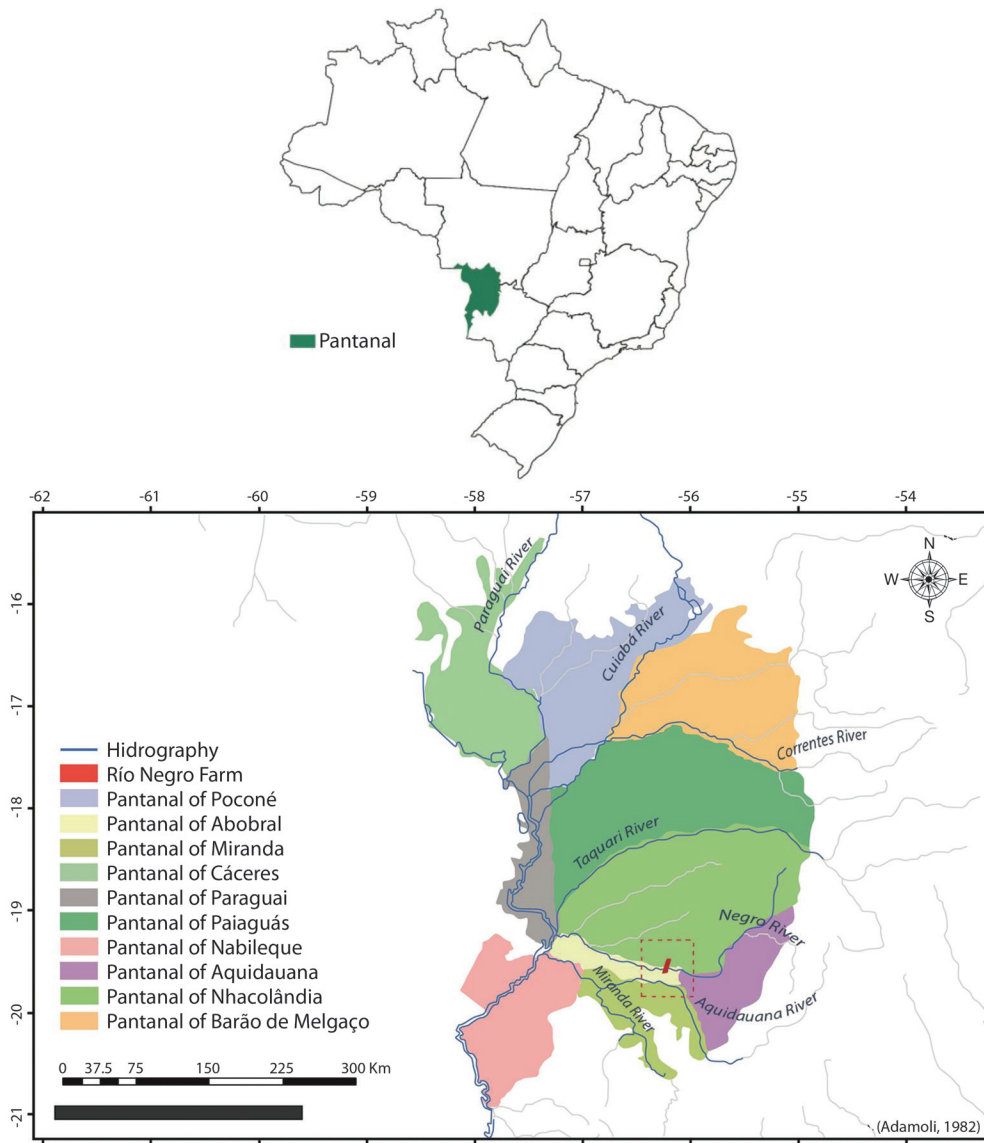 Pantanal
-62 -61 -60 -59 -58 -57 -56 -55 -54
N
W E
S
-16
-17
-18
-19
-20
-21
Paraguai River
Cuiabá River
Correntes River
Taquari River
Negro River
Miranda River
Aquidauana River
Hidrography
Río Negro Farm
Pantanal of Poconé
Pantanal of Abobral
Pantanal of Miranda
Pantanal of Cáceres
Pantanal of Paraguai
Pantanal of Paiaguás
Pantanal of Nabileque
Pantanal of Aquidauana
Pantanal of Nhacolândia
Pantanal of Barão de Melgaço
0 37.5 75 150 225 300 Km
(Adamoli, 1982)